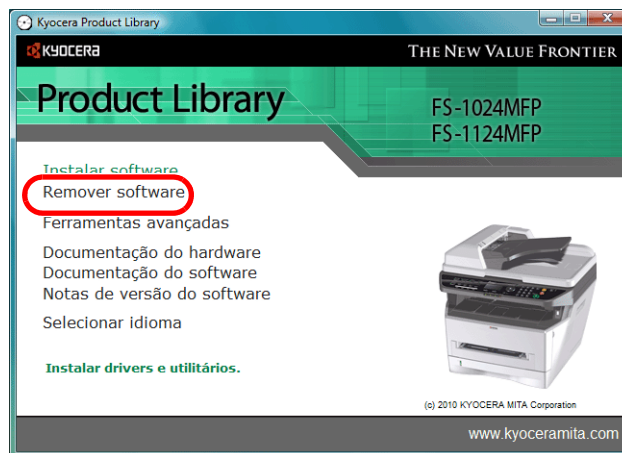 Kyocera Product Library
KYOCERA
THE NEW VALUE FRONTIER
Product Library
FS-1024MFP
FS-1124MFP
Instalar software
Remover software
Ferramentas avançadas
Documentação do hardware
Documentação do software
Notas de versão do software
Selecionar idioma
Instalar drivers e utilitários.
(c) 2010 KYOCERA MITA Corporation
www.kyoceramita.com